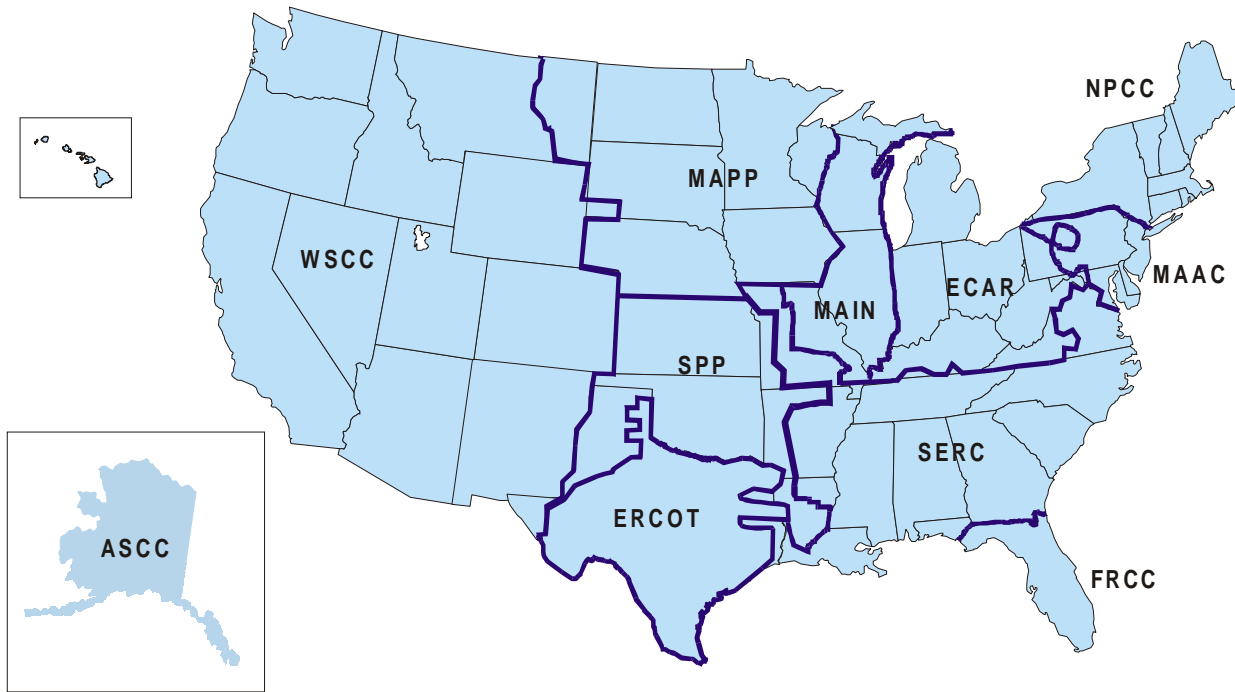 NPCC
MAPP
WSCC
MAAC
ECAR
MAIN
SPP
SERC
ERCOT
ASCC
FRCC